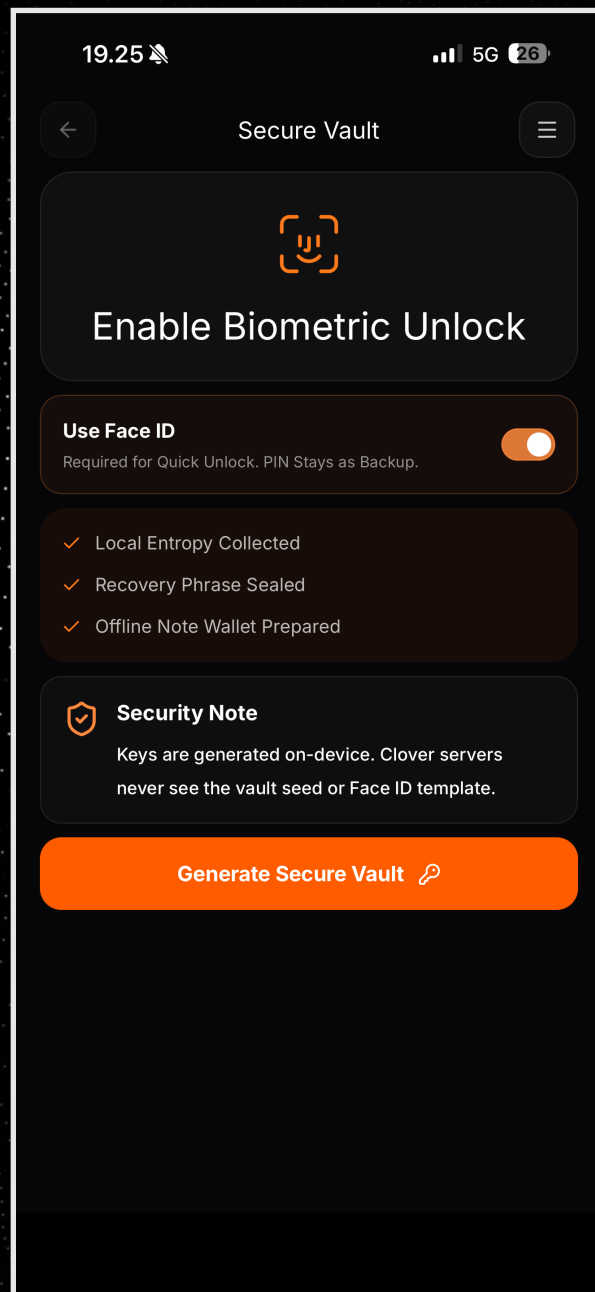 19.25
5G
26
Secure Vault
Enable Biometric Unlock
Use Face ID
Required for Quick Unlock. PIN Stays as Backup.
Local Entropy Collected
Recovery Phrase Sealed
Offline Note Wallet Prepared
Security Note
Keys are generated on-device. Clover servers
never see the vault seed or Face ID template.
Generate Secure Vault